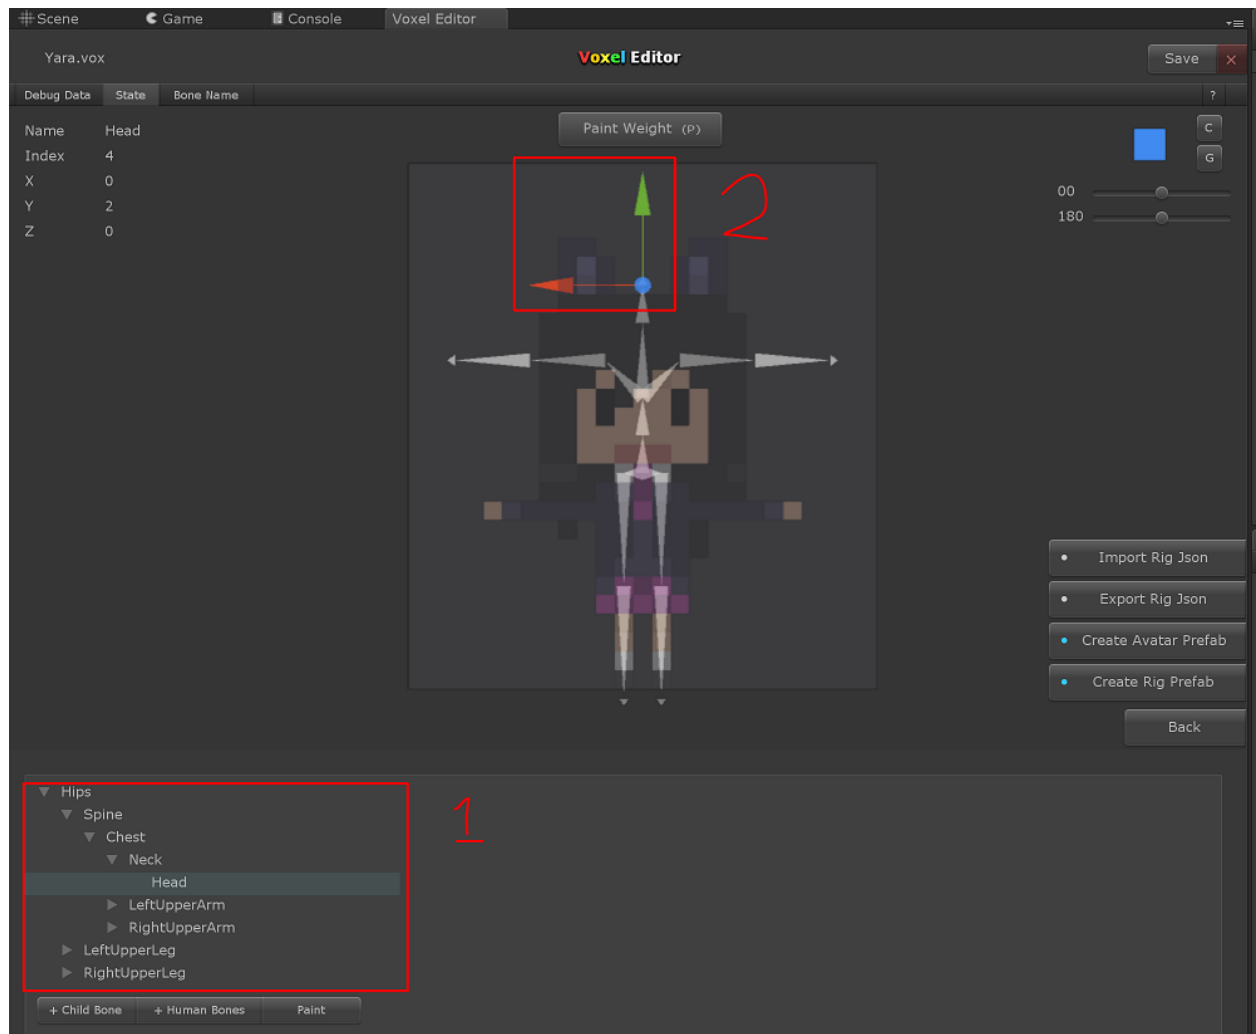 Scene Game Console Voxel Editor
Yara.vox Voxel Editor Save ×
Debug Data State Bone Name ?
Name Head
Index 4
X 0
Y 2
Z 0
Paint Weight (P)
C
G
00
180
2
Import Rig Json
Export Rig Json
Create Avatar Prefab
Create Rig Prefab
Back
Hips
Spine
Chest
Neck
Head
LeftUpperArm
RightUpperArm
LeftUpperLeg
RightUpperLeg
1
+ Child Bone + Human Bones Paint